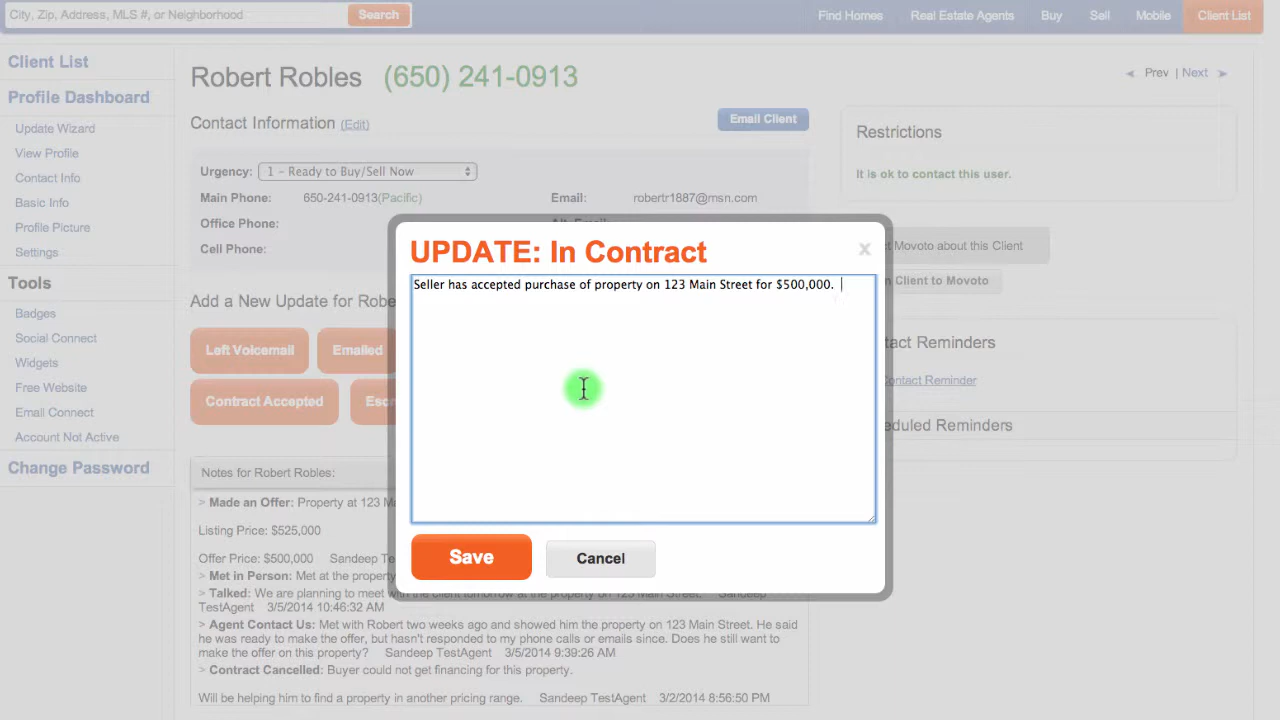 City, Zip, Address, MLS #, or Neighborhood Search Find Homes Real Estate Agents Buy Sell Mobile Client List
Client List
Profile Dashboard
Update Wizard
View Profile
Contact Info
Basic Info
Profile Picture
Settings
Tools
Badges
Social Connect
Widgets
Free Website
Email Connect
Account Not Active
Change Password
Robert Robles (650) 241-0913
Prev | Next
Contact Information (Edit) Email Client
Urgency: 1 - Ready to Buy/Sell Now
Main Phone: 650-241-0913(Pacific) Email: robertr1887@msn.com
Office Phone:
Cell Phone:
Restrictions
It is ok to contact this user.
Movoto about this Client
Client to Movoto
Add a New Update for
Left Voicemail Emailed
Contract Accepted
Reminders
Contact Reminder
Reminders
UPDATE: In Contract x
Seller has accepted purchase of property on 123 Main Street for $500,000.
Save Cancel
Notes for Robert Robles:
> Made an Offer: Property at 123
Listing Price: $525,000
Offer Price: $500,000 Sandeep
> Met in Person: Met at the property
> Talked: We are planning to meet with the client tomorrow at the property on 123 Main Street. Sandeep
TestAgent 3/5/2014 10:46:32 AM
> Agent Contact Us: Met with Robert two weeks ago and showed him the property on 123 Main Street. He said
he was ready to make the offer, but hasn't responded to my phone calls or emails since. Does he still want to
make the offer on this property? Sandeep TestAgent 3/5/2014 9:39:26 AM
> Contract Cancelled: Buyer could not get financing for this property.
Will be helping him to find a property in another pricing range. Sandeep TestAgent 3/2/2014 8:56:50 PM